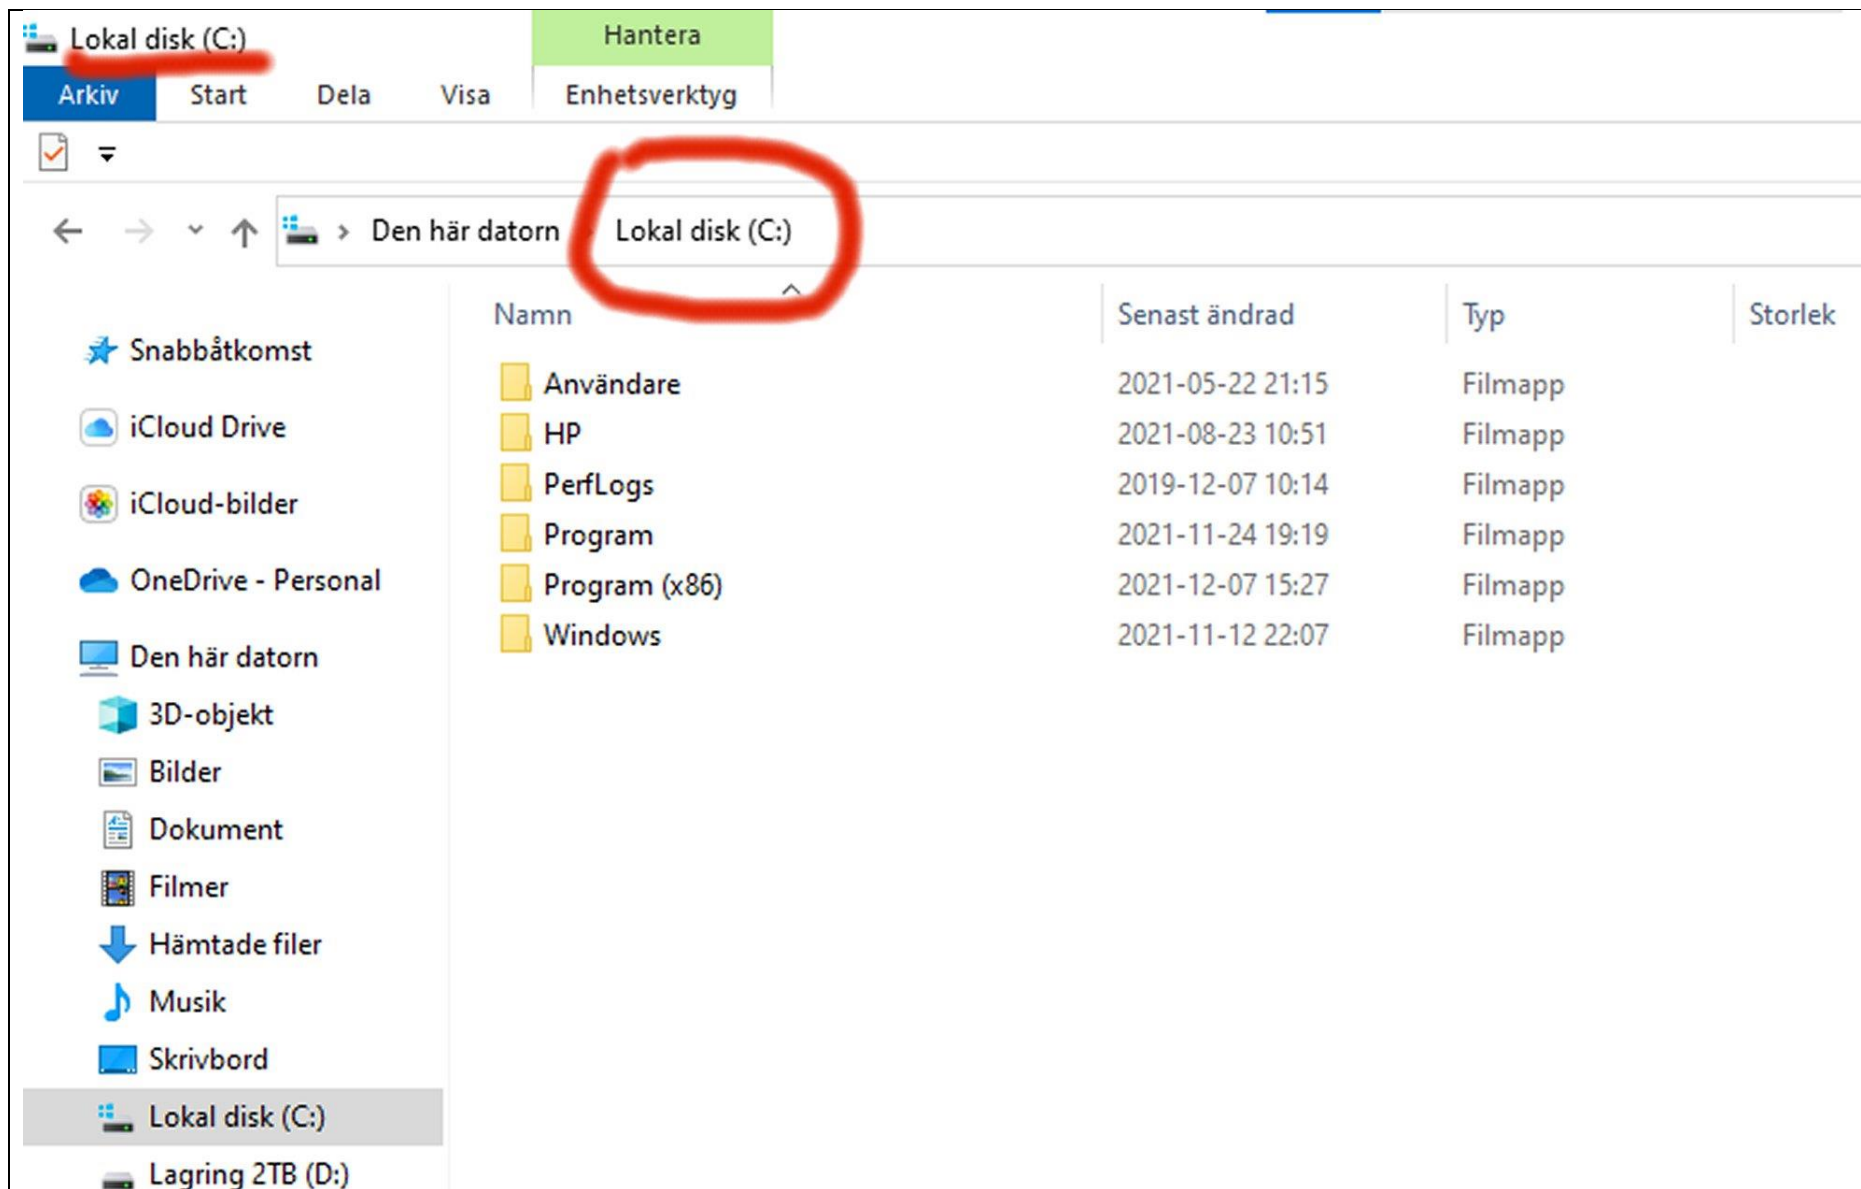 Lokal disk (C:)
Hantera
Arkiv Start Dela Visa Enhetsverktyg
Den här datorn Lokal disk (C:)
Namn Senast ändrad Typ Storlek
Snabbåtkomst
iCloud Drive
iCloud-bilder
OneDrive - Personal
Den här datorn
3D-objekt
Bilder
Dokument
Filmer
Hämtade filer
Musik
Skrivbord
Lokal disk (C:)
Lagring 2TB (D:)
Användare 2021-05-22 21:15 Filmapp
HP 2021-08-23 10:51 Filmapp
PerfLogs 2019-12-07 10:14 Filmapp
Program 2021-11-24 19:19 Filmapp
Program (x86) 2021-12-07 15:27 Filmapp
Windows 2021-11-12 22:07 Filmapp